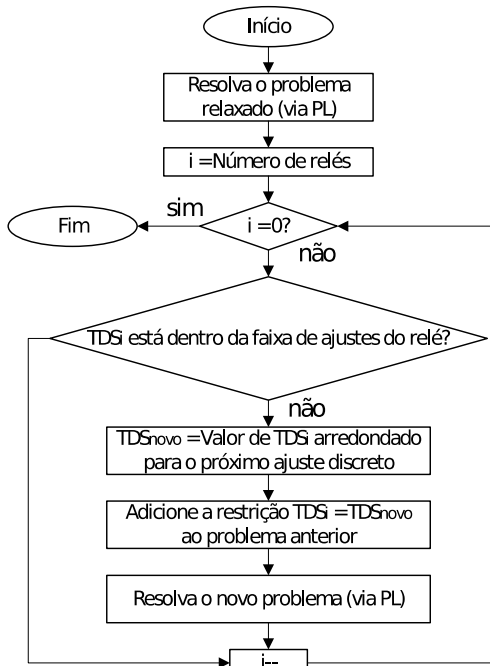 Início
Resolva o problema
relaxado (via PL)
i =Número de relés
sim
i =0?
Fim
não
TDSi está dentro da faixa de ajustes do relé?
não
TDSnovo =Valor de TDSi arredondado
para o próximo ajuste discreto
Adicione a restrição TDSi =TDSnovo
ao problema anterior
Resolva o novo problema (via PL)
i--